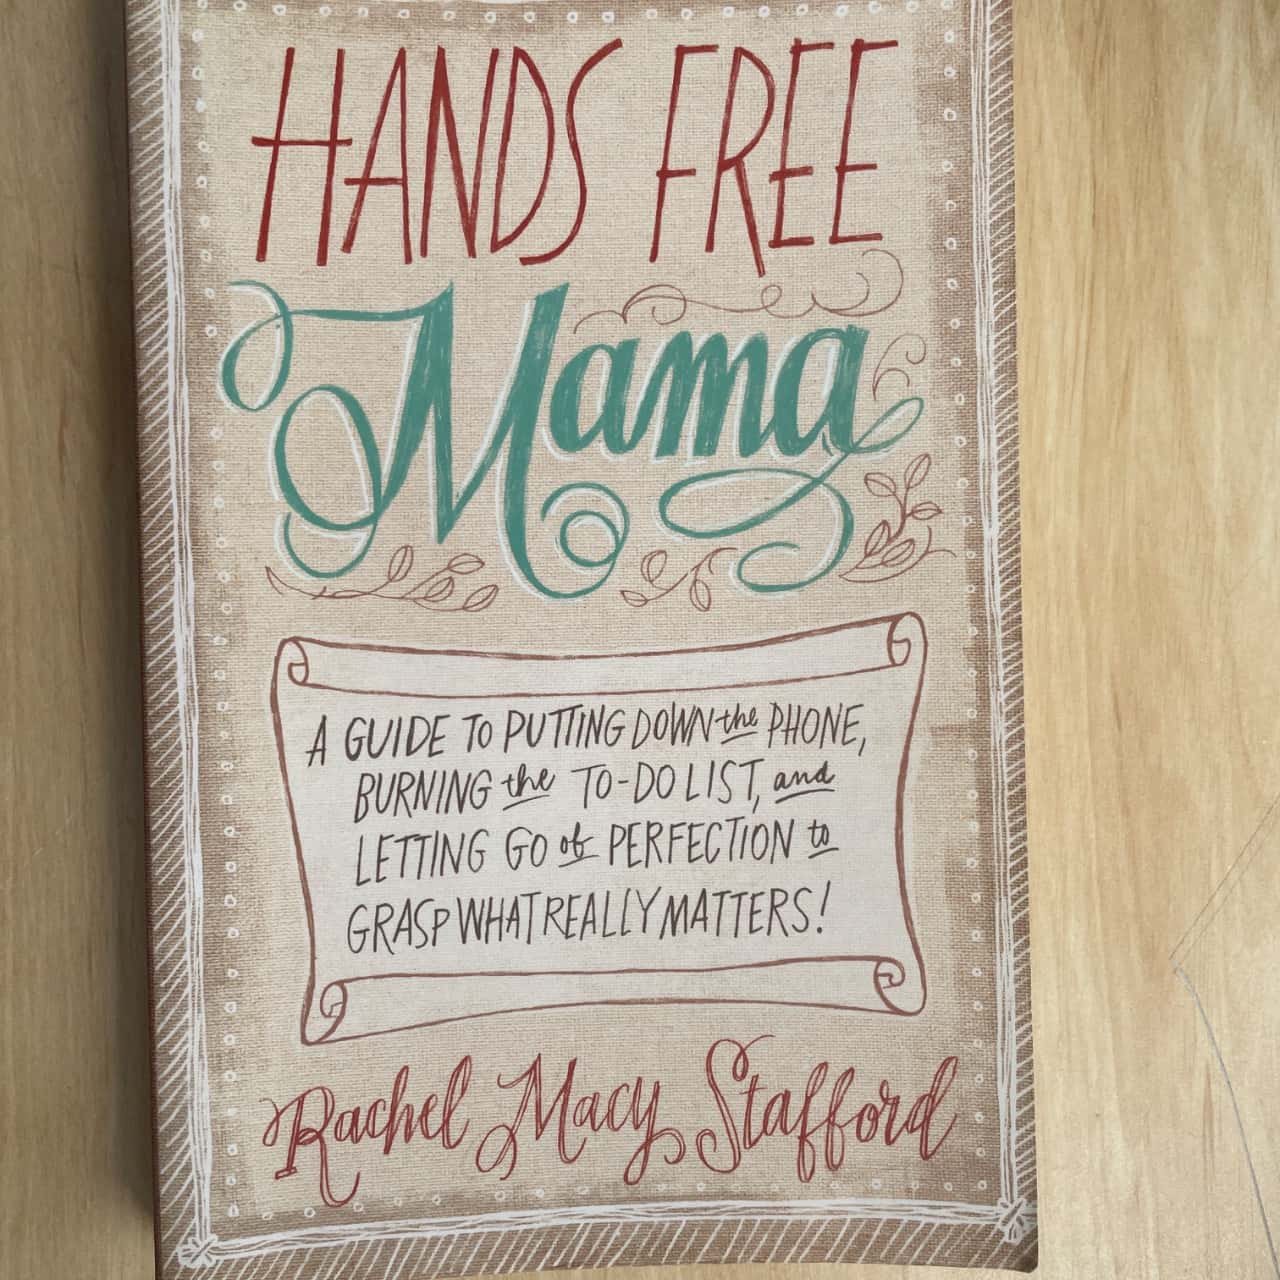 HANDS FREE
Mama
A GUIDE TO PUTTING DOWN the PHONE,
BURNING the TO-DO LIST, and
LETTING GO of PERFECTION to
GRASP WHAT REALLY MATTERS!
Rachel Macy Stafford